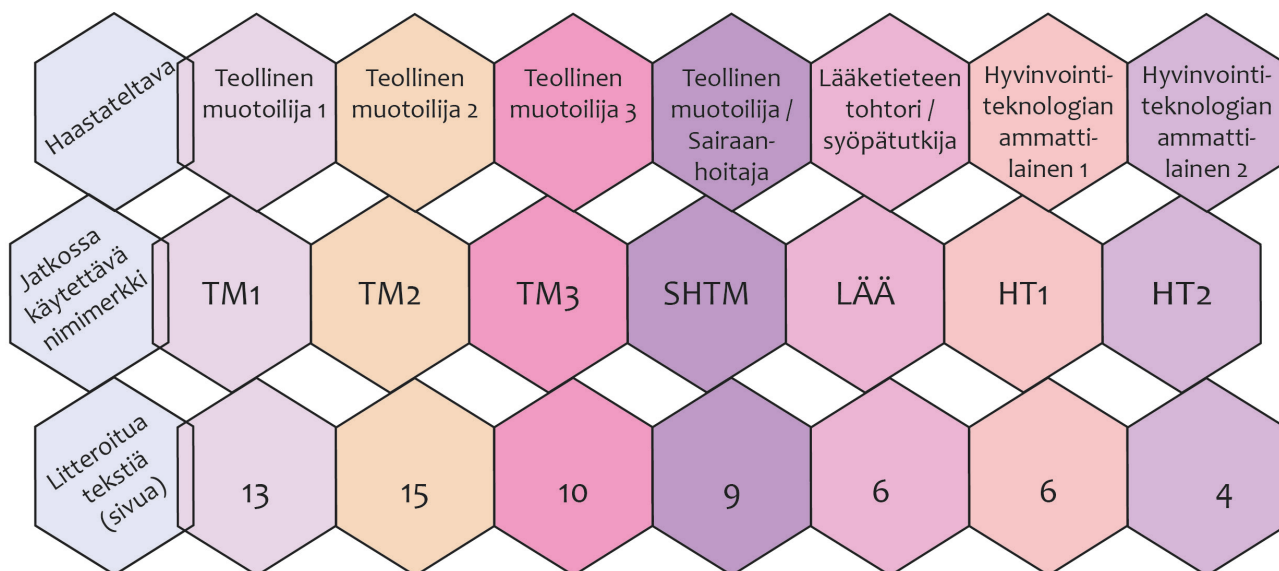 Haastateltava
Teollinen
muotoilija 1
Teollinen
muotoilija 2
Teollinen
muotoilija 3
Teollinen
muotoilija /
Sairaan-
hoitaja
Lääketieteen
tohtori /
syöpätutkija
Hyvinvointi-
teknologian
ammatti-
lainen 1
Hyvinvointi-
teknologian
ammatti-
lainen 2
Jatkossa
käytettävä
nimimerkki
TM1
TM2
TM3
SHTM
LÄÄ
HT1
HT2
Litteroitua
tekstiä
(sivua)
13
15
10
9
6
6
4